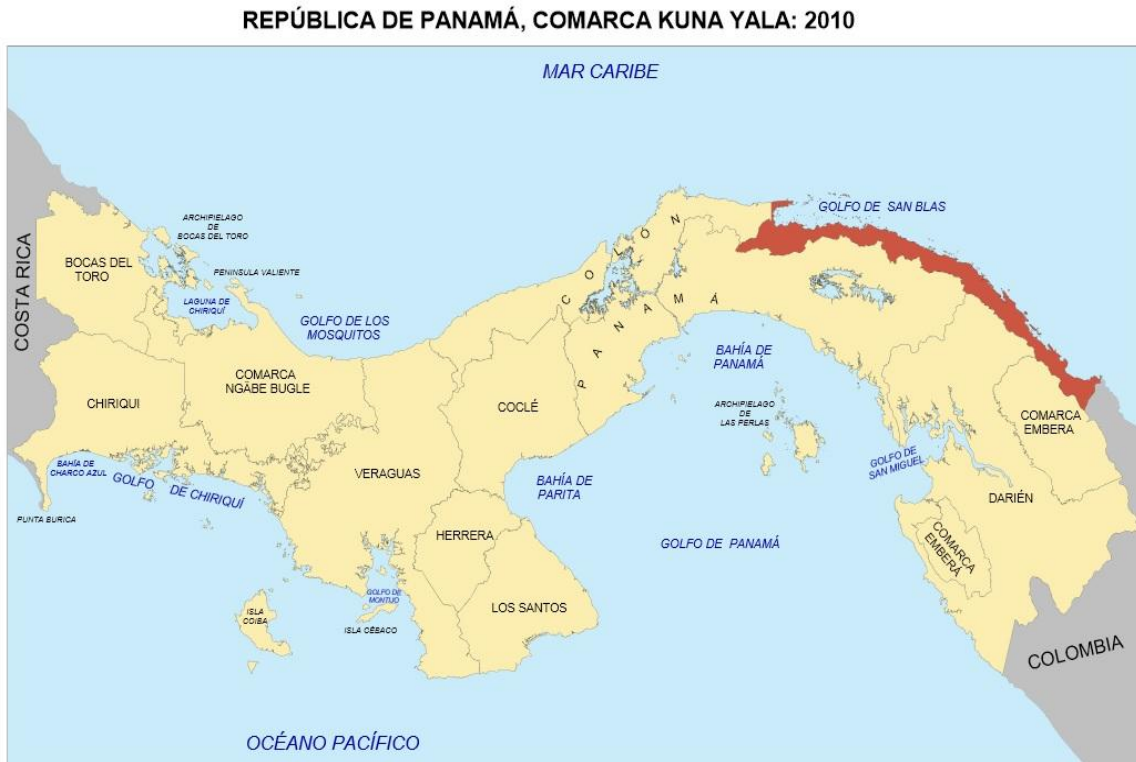 REPÚBLICA DE PANAMÁ, COMARCA KUNA YALA: 2010
MAR CARIBE
COSTA RICA
ARCHIPIELAGO
DE
BOCAS DEL TORO
BOCAS DEL
TORO
PENINSULA VALIENTE
LAGUNA DE
CHIRIQUÍ
GOLFO DE LOS
MOSQUITOS
COLÓN
PANAMÁ
GOLFO DE SAN BLAS
COMARCA
NGÄBE BUGLE
CHIRIQUI
COCLÉ
BAHÍA DE
PANAMÁ
ARCHIPIELAGO
DE
LAS PERLAS
COMARCA
EMBERA
BAHÍA DE
CHARCO AZUL
GOLFO DE CHIRIQUÍ
PUNTA BURICA
VERAGUAS
BAHÍA DE
PARITA
GOLFO DE
SAN MIGUEL
DARIÉN
HERRERA
GOLFO DE PANAMÁ
COMARCA
EMBERÁ
LOS SANTOS
GOLFO DE
MONTIJO
ISLA
COIBA
ISLA CÉBACO
COLOMBIA
OCÉANO PACÍFICO